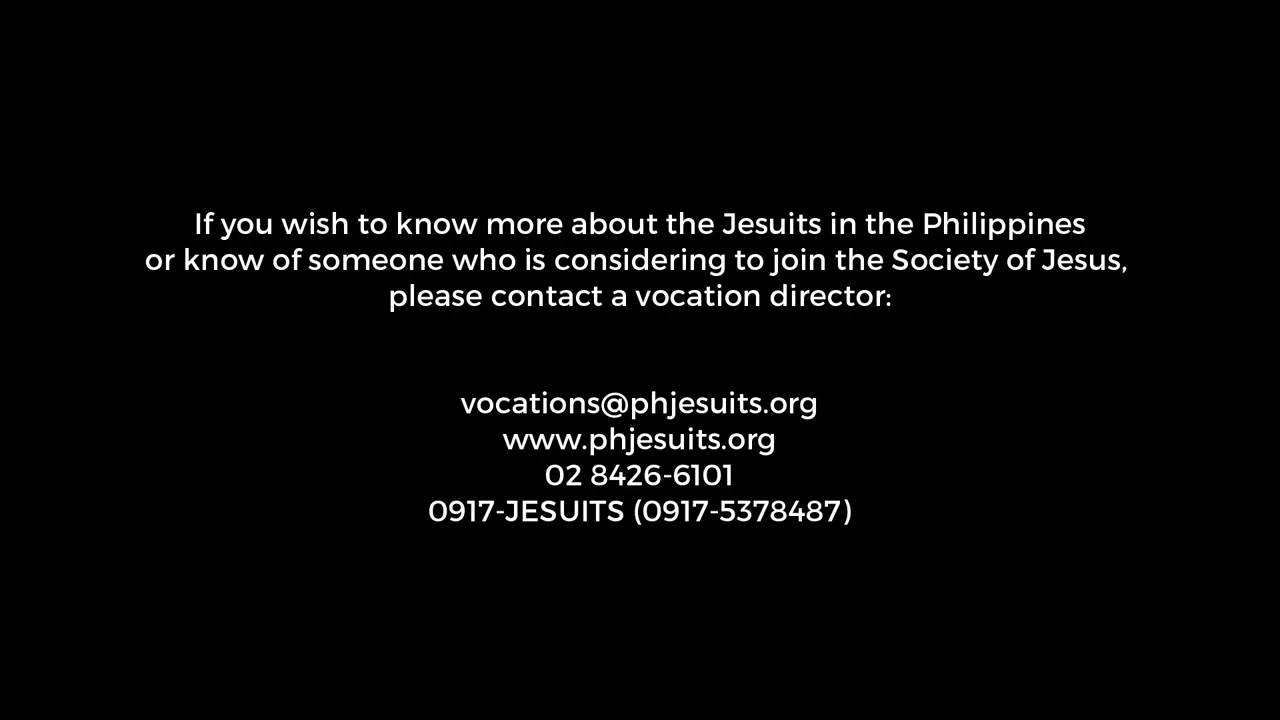 If you wish to know more about the Jesuits in the Philippines
or know of someone who is considering to join the Society of Jesus,
please contact a vocation director:
vocations@phjesuits.org
www.phjesuits.org
02 8426-6101
0917-JESUITS (0917-5378487)